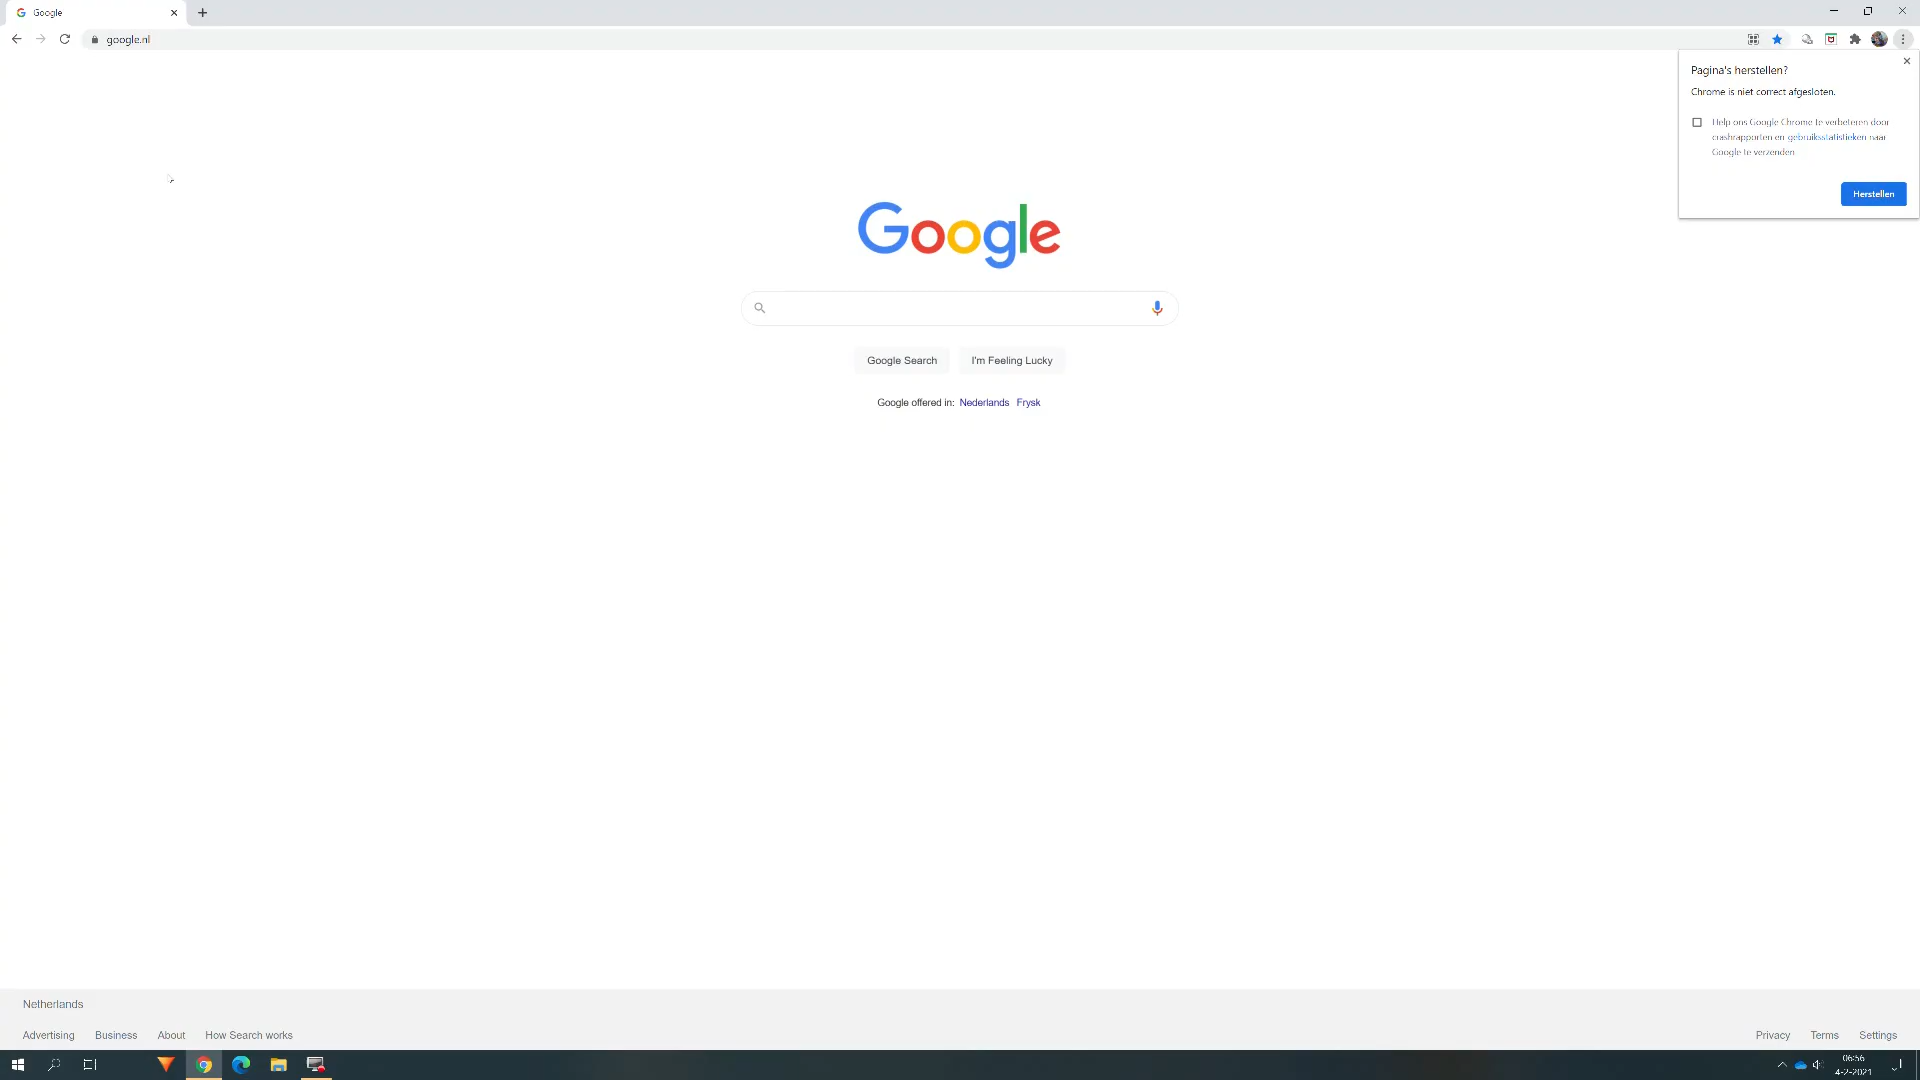 Google
google.nl
Pagina's herstellen?
Chrome is niet correct afgesloten.
Help ons Google Chrome te verbeteren door
crashrapporten en gebruiksstatistieken naar
Google te verzenden
Herstellen
Google
Google Search
I'm Feeling Lucky
Google offered in: Nederlands Frysk
Netherlands
Advertising
Business
About
How Search works
Privacy
Terms
Settings
06:56
4-2-2021